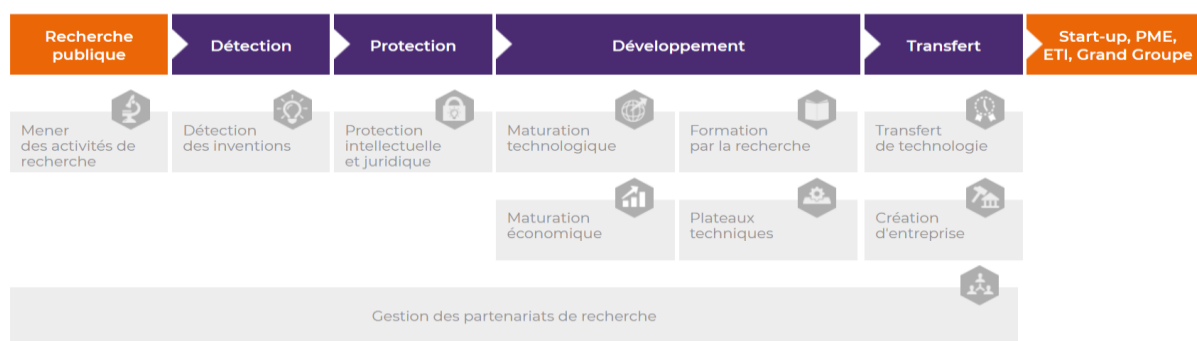 Recherche
publique
Détection
Protection
Développement
Transfert
Start-up, PME,
ETI, Grand Groupe
Mener
des activités de
recherche
Détection
des inventions
Protection
intellectuelle
et juridique
Maturation
technologique
Formation
par la recherche
Transfert
de technologie
Maturation
économique
Plateaux
techniques
Création
d'entreprise
Gestion des partenariats de recherche